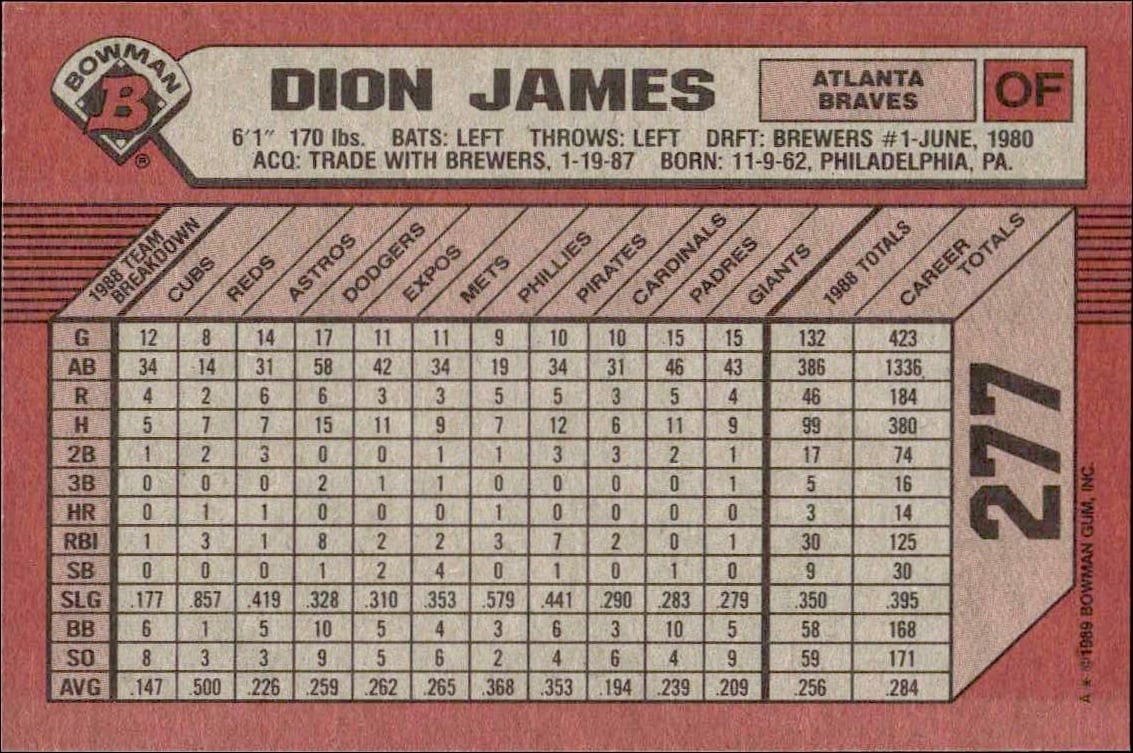 BOWMAN
B
®
DION JAMES
ATLANTA
BRAVES
OF
6'1" 170 lbs. BATS: LEFT THROWS: LEFT DRFT: BREWERS #1-JUNE, 1980
ACQ: TRADE WITH BREWERS, 1-19-87 BORN: 11-9-62, PHILADELPHIA, PA.
1988 TEAM BREAKDOWN CUBS REDS ASTROS DODGERS EXPOS METS PHILLIES PIRATES CARDINALS PADRES GIANTS 1988 TOTALS CAREER TOTALS
G 12 8 14 17 11 11 9 10 10 15 15 132 423
AB 34 14 31 58 42 34 19 34 31 46 43 386 1336
R 4 2 6 6 3 3 5 5 3 5 4 46 184
H 5 7 7 15 11 9 7 12 6 11 9 99 380
2B 1 2 3 0 0 1 1 3 3 2 1 17 74
3B 0 0 0 2 1 1 0 0 0 0 1 5 16
HR 0 1 1 0 0 0 1 0 0 0 0 3 14
RBI 1 3 1 8 2 2 3 7 2 0 1 30 125
SB 0 0 0 1 2 4 0 1 0 1 0 9 30
SLG .177 .857 .419 .328 .310 .353 .579 .441 .290 .283 .279 .350 .395
BB 6 1 5 10 5 4 3 6 3 10 5 58 168
SO 8 3 3 9 5 6 2 4 6 4 9 59 171
AVG .147 .500 .226 .259 .262 .265 .368 .353 .194 .239 .209 .256 .284
277
A * ©1989 BOWMAN GUM, INC.